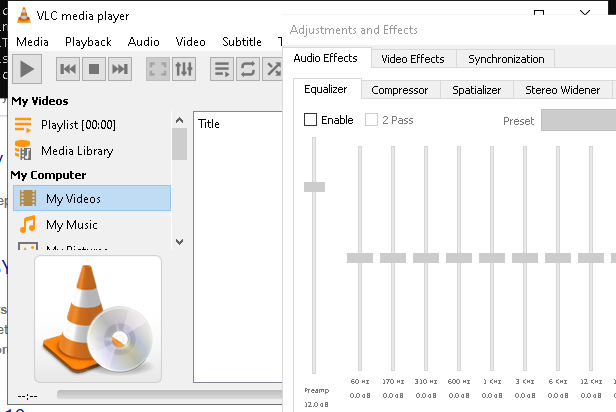 VLC media player
Media Playback Audio Video Subtitle
My Videos
Playlist [00:00]
Media Library
My Computer
My Videos
My Music
My Pictures
Title
--:--
Adjustments and Effects
Audio Effects Video Effects Synchronization
Equalizer Compressor Spatializer Stereo Widener
Enable 2 Pass Preset
60 Hz 170 Hz 310 Hz 600 Hz 1 KHz 3 KHz 6 KHz 12 KHz
Preamp 0.0 dB 0.0 dB 0.0 dB 0.0 dB 0.0 dB 0.0 dB 0.0 dB 0.0 dB
12.0 dB